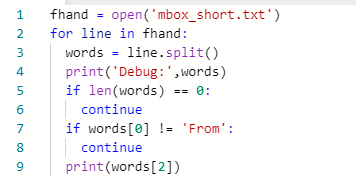 1 fhand = open('mbox_short.txt')
2 for line in fhand:
3   words = line.split()
4   print('Debug:',words)
5   if len(words) == 0:
6     continue
7   if words[0] != 'From':
8     continue
9   print(words[2])